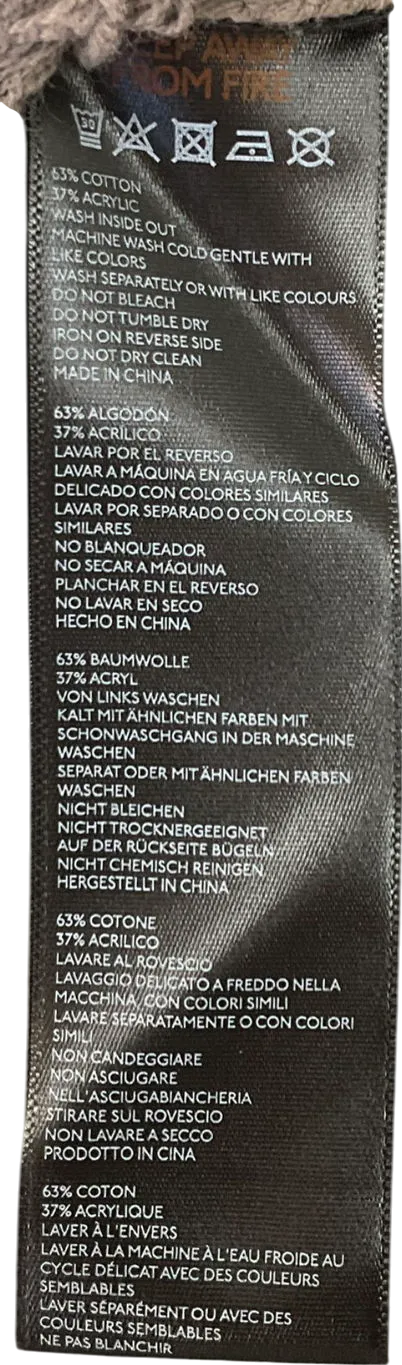 KEEP AWAY
FROM FIRE
30
63% COTTON
37% ACRYLIC
WASH INSIDE OUT
MACHINE WASH COLD GENTLE WITH
LIKE COLORS
WASH SEPARATELY OR WITH LIKE COLOURS
DO NOT BLEACH
DO NOT TUMBLE DRY
IRON ON REVERSE SIDE
DO NOT DRY CLEAN
MADE IN CHINA
63% ALGODÓN
37% ACRÍLICO
LAVAR POR EL REVERSO
LAVAR A MÁQUINA EN AGUA FRÍA Y CICLO
DELICADO CON COLORES SIMILARES
LAVAR POR SEPARADO O CON COLORES
SIMILARES
NO BLANQUEADOR
NO SECAR A MÁQUINA
PLANCHAR EN EL REVERSO
NO LAVAR EN SECO
HECHO EN CHINA
63% BAUMWOLLE
37% ACRYL
VON LINKS WASCHEN
KALT MIT ÄHNLICHEN FARBEN MIT
SCHONWASCHGANG IN DER MASCHINE
WASCHEN
SEPARAT ODER MIT ÄHNLICHEN FARBEN
WASCHEN
NICHT BLEICHEN
NICHT TROCKNERGEEIGNET
AUF DER RÜCKSEITE BÜGELN
NICHT CHEMISCH REINIGEN
HERGESTELLT IN CHINA
63% COTONE
37% ACRILICO
LAVARE AL ROVESCIO
LAVAGGIO DELICATO A FREDDO NELLA
MACCHINA, CON COLORI SIMILI
LAVARE SEPARATAMENTE O CON COLORI
SIMILI
NON CANDEGGIARE
NON ASCIUGARE
NELL'ASCIUGABIANCHERIA
STIRARE SUL ROVESCIO
NON LAVARE A SECCO
PRODOTTO IN CINA
63% COTON
37% ACRYLIQUE
LAVER À L'ENVERS
LAVER À LA MACHINE À L'EAU FROIDE AU
CYCLE DÉLICAT AVEC DES COULEURS
SEMBLABLES
LAVER SÉPARÉMENT OU AVEC DES
COULEURS SEMBLABLES
NE PAS BLANCHIR